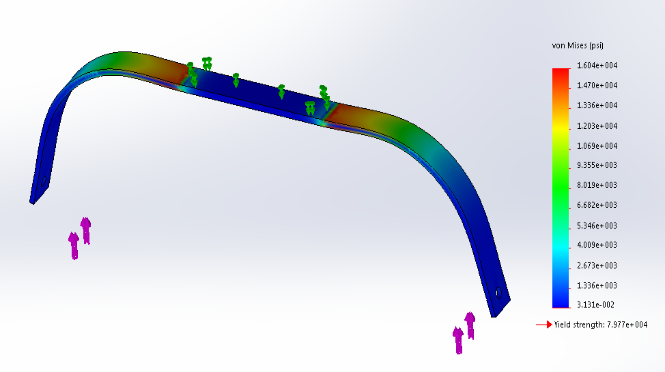 von Mises (psi)
1.604e+004
1.470e+004
1.336e+004
1.203e+004
1.069e+004
9.355e+003
8.019e+003
6.682e+003
5.346e+003
4.009e+003
2.673e+003
1.336e+003
3.131e-002
Yield strength: 7.977e+004